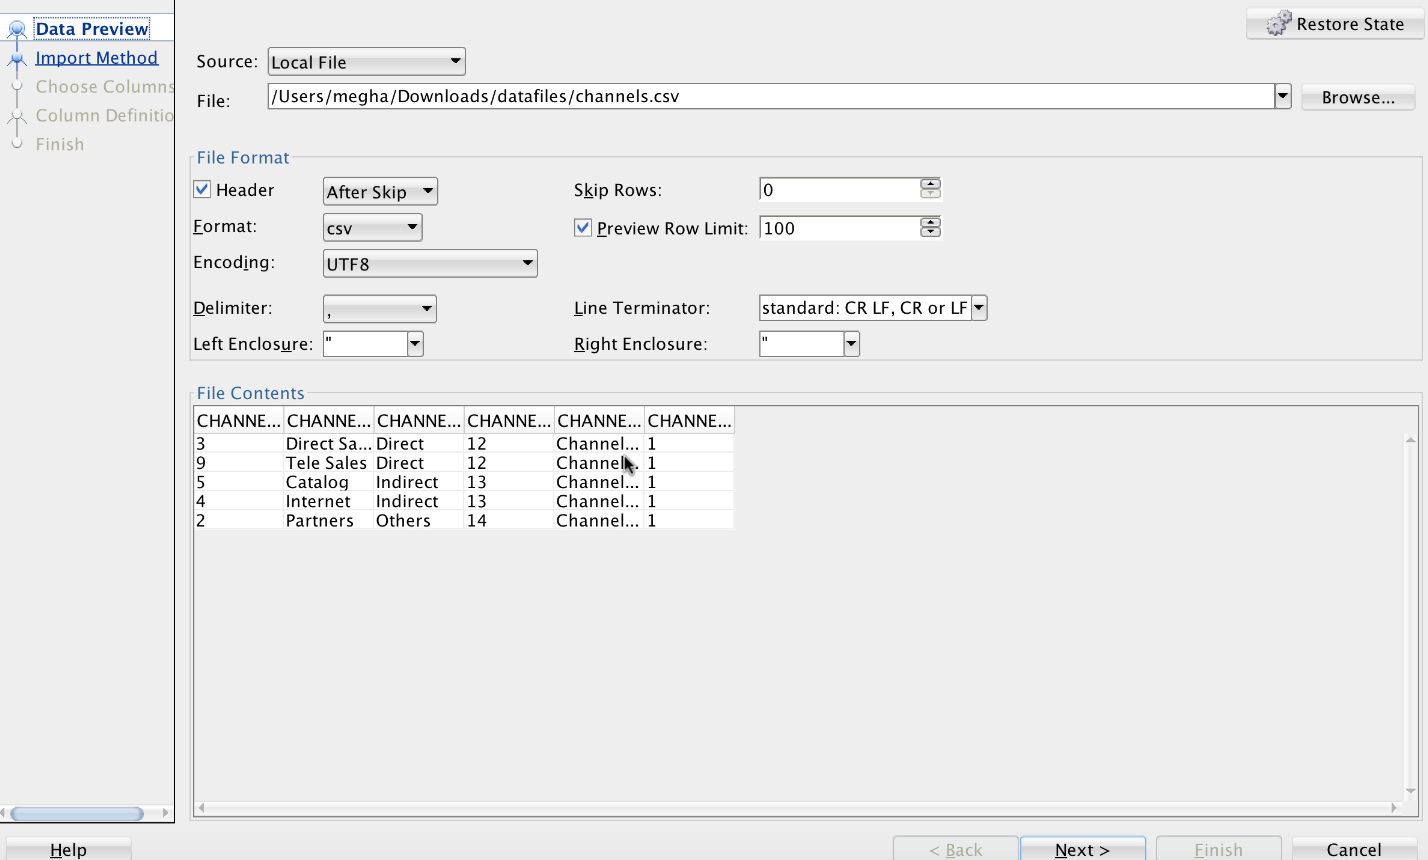 Data Preview
Import Method
Choose Columns
Column Definitio
Finish
Restore State
Source: Local File
File: /Users/megha/Downloads/datafiles/channels.csv Browse...
File Format
Header After Skip Skip Rows: 0
Format: csv Preview Row Limit: 100
Encoding: UTF8
Delimiter: , Line Terminator: standard: CR LF, CR or LF
Left Enclosure: " Right Enclosure: "
File Contents
CHANNE... CHANNE... CHANNE... CHANNE... CHANNE... CHANNE...
3 Direct Sa... Direct 12 Channel... 1
9 Tele Sales Direct 12 Channel... 1
5 Catalog Indirect 13 Channel... 1
4 Internet Indirect 13 Channel... 1
2 Partners Others 14 Channel... 1
Help < Back Next > Finish Cancel